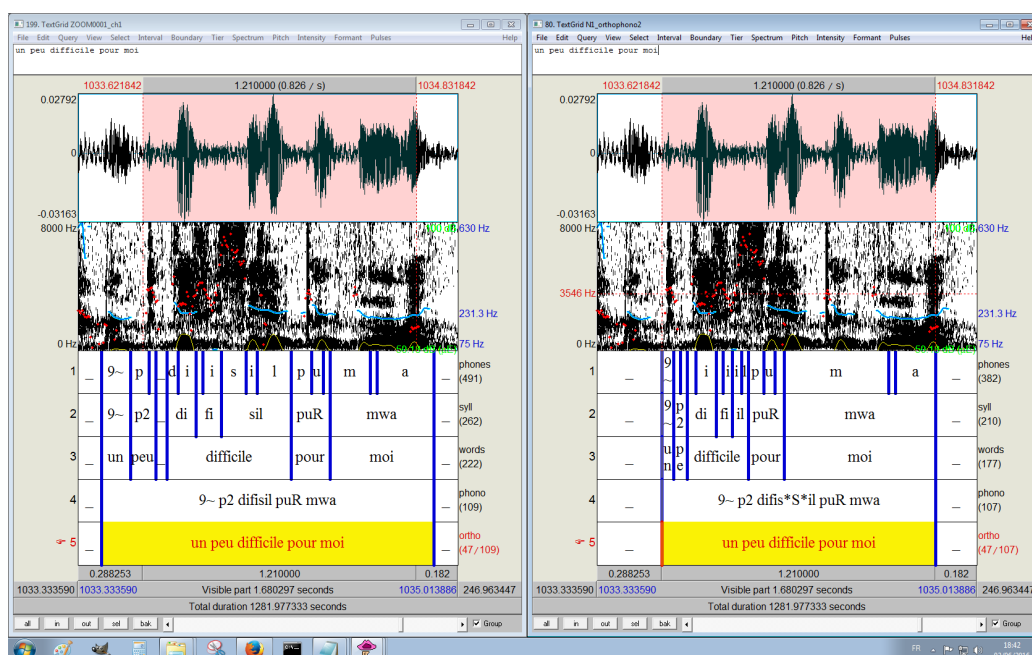 199. TextGrid ZOOM0001_ch1
File Edit Query View Select Interval Boundary Tier Spectrum Pitch Intensity Formant Pulses Help
un peu difficile pour moi
1033.621842 1.210000 (0.826 / s) 1034.831842
0.02792
0
-0.03163
8000 Hz 630 Hz
231.3 Hz
0 Hz 75 Hz
1 _ 9~ p d i i s i l p u m a _ phones (491)
2 _ 9~ p2 _ di fi sil puR mwa _ syll (262)
3 _ un peu _ difficile pour moi _ words (222)
4 _ 9~ p2 difisil puR mwa _ phono (109)
5 _ un peu difficile pour moi _ ortho (47/109)
0.288253 1.210000 0.182
1033.333590 1033.333590 Visible part 1.680297 seconds 1035.013886 246.963447
Total duration 1281.977333 seconds
all in out sel bak Group
80. TextGrid N1_orthophono2
File Edit Query View Select Interval Boundary Tier Spectrum Pitch Intensity Formant Pulses Hel
un peu difficile pour moi
1033.621842 1.210000 (0.826 / s) 1034.831842
0.02792
0
-0.03163
8000 Hz 630 Hz
3546 Hz
231.3 Hz
0 Hz 75 Hz
1 _ 9~ i i i l p u m a _ phones (382)
2 _ 9~ p2 di fi il puR mwa _ syll (210)
3 _ un pe difficile pour moi _ words (177)
4 _ 9~ p2 difis*S*il puR mwa _ phono (107)
5 _ un peu difficile pour moi _ ortho (47/107)
0.288253 1.210000 0.182
1033.333590 1033.333590 Visible part 1.680297 seconds 1035.013886 246.963447
Total duration 1281.977333 seconds
all in out sel bak Group
FR 18:42